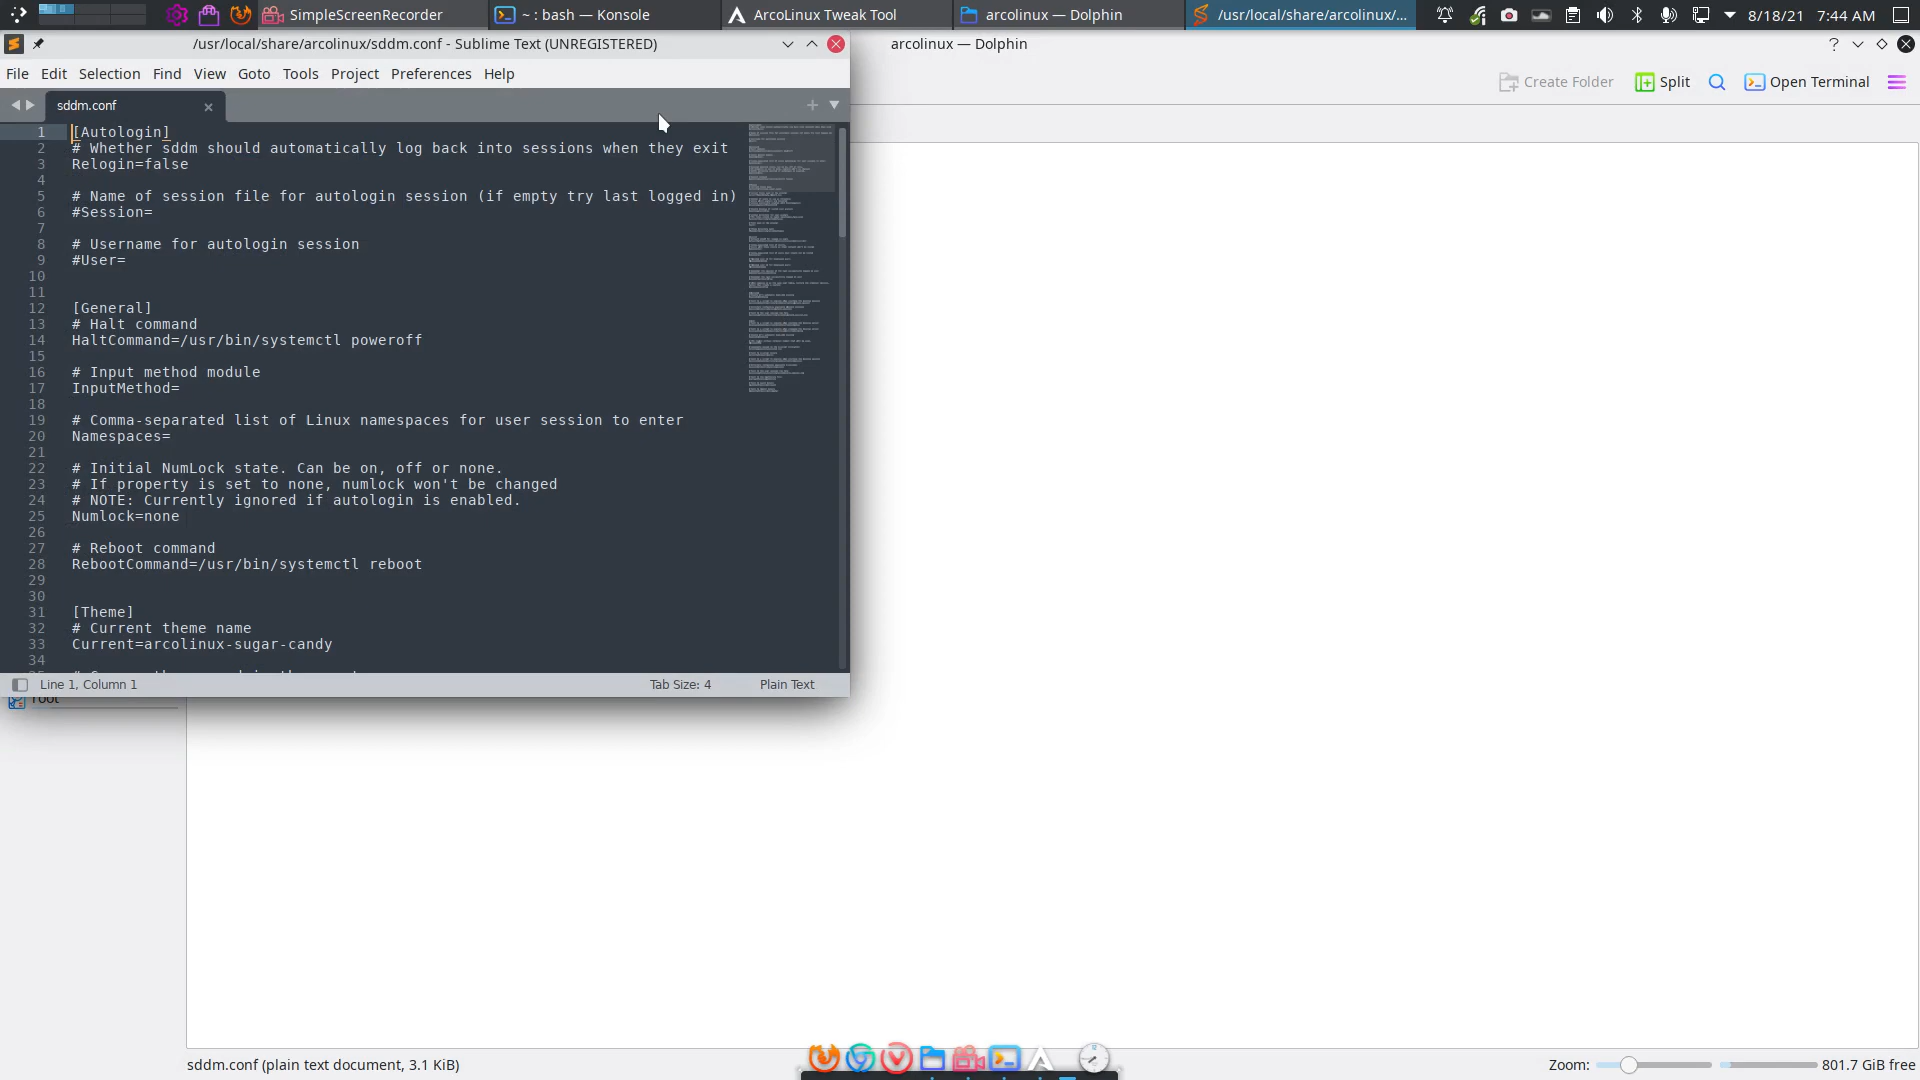 SimpleScreenRecorder
~ : bash — Konsole
ArcoLinux Tweak Tool
arcolinux — Dolphin
/usr/local/share/arcolinux/...
8/18/21
7:44 AM
/usr/local/share/arcolinux/sddm.conf - Sublime Text (UNREGISTERED)
arcolinux — Dolphin
File Edit Selection Find View Goto Tools Project Preferences Help
Create Folder
Split
Open Terminal
sddm.conf
1 [Autologin]
2 # Whether sddm should automatically log back into sessions when they exit
3 Relogin=false
4
5 # Name of session file for autologin session (if empty try last logged in)
6 #Session=
7
8 # Username for autologin session
9 #User=
10
11
12 [General]
13 # Halt command
14 HaltCommand=/usr/bin/systemctl poweroff
15
16 # Input method module
17 InputMethod=
18
19 # Comma-separated list of Linux namespaces for user session to enter
20 Namespaces=
21
22 # Initial NumLock state. Can be on, off or none.
23 # If property is set to none, numlock won't be changed
24 # NOTE: Currently ignored if autologin is enabled.
25 Numlock=none
26
27 # Reboot command
28 RebootCommand=/usr/bin/systemctl reboot
29
30
31 [Theme]
32 # Current theme name
33 Current=arcolinux-sugar-candy
34
Line 1, Column 1
Tab Size: 4
Plain Text
root
sddm.conf (plain text document, 3.1 KiB)
Zoom:
801.7 GiB free